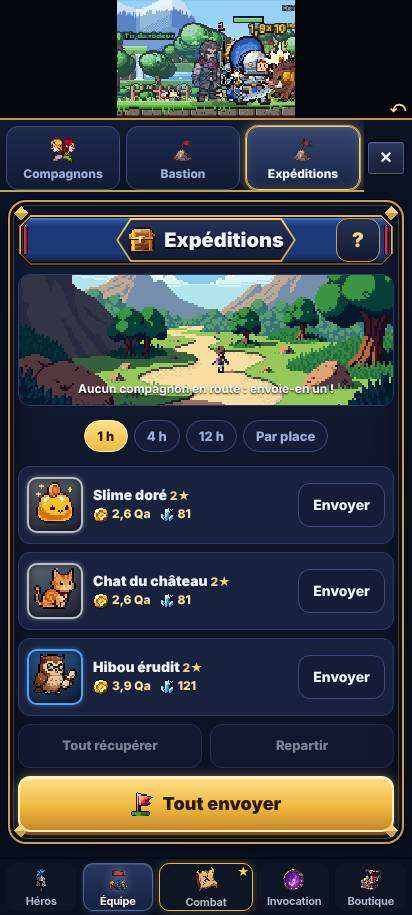 Compagnons
Bastion
Expéditions
×
Expéditions
?
Aucun compagnon en route : envoie-en un !
1 h
4 h
12 h
Par place
Slime doré 2★
2,6 Qa 81
Envoyer
Chat du château 2★
2,6 Qa 81
Envoyer
Hibou érudit 2★
3,9 Qa 121
Envoyer
Tout récupérer
Repartir
Tout envoyer
Héros
Équipe
Combat
Invocation
Boutique